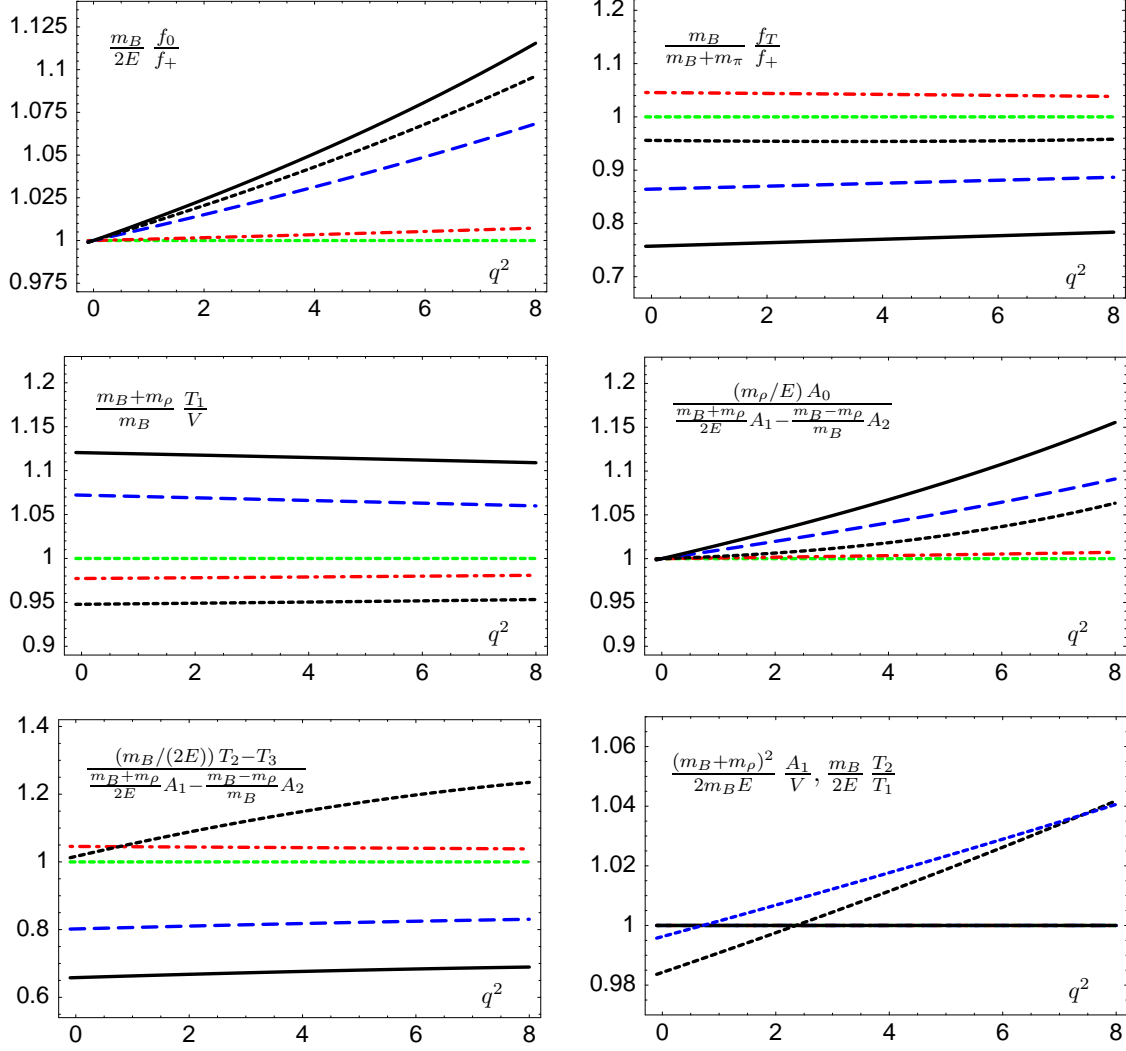 1.125
1.1
1.075
1.05
1.025
1
0.975
m_B/2E f_0/f_+
q^2
0 2 4 6 8
1.2
1.1
1
0.9
0.8
0.7
m_B/(m_B+m_π) f_T/f_+
q^2
0 2 4 6 8
1.2
1.15
1.1
1.05
1
0.95
0.9
(m_B+m_ρ)/m_B T_1/V
q^2
0 2 4 6 8
1.2
1.15
1.1
1.05
1
0.95
0.9
(m_ρ/E) A_0
(m_B+m_ρ)/2E A_1 − (m_B−m_ρ)/m_B A_2
q^2
0 2 4 6 8
1.4
1.2
1
0.8
0.6
(m_B/(2E)) T_2−T_3
(m_B+m_ρ)/2E A_1 − (m_B−m_ρ)/m_B A_2
q^2
0 2 4 6 8
1.06
1.04
1.02
1
0.98
(m_B+m_ρ)^2/2m_BE A_1/V, m_B/2E T_2/T_1
q^2
0 2 4 6 8